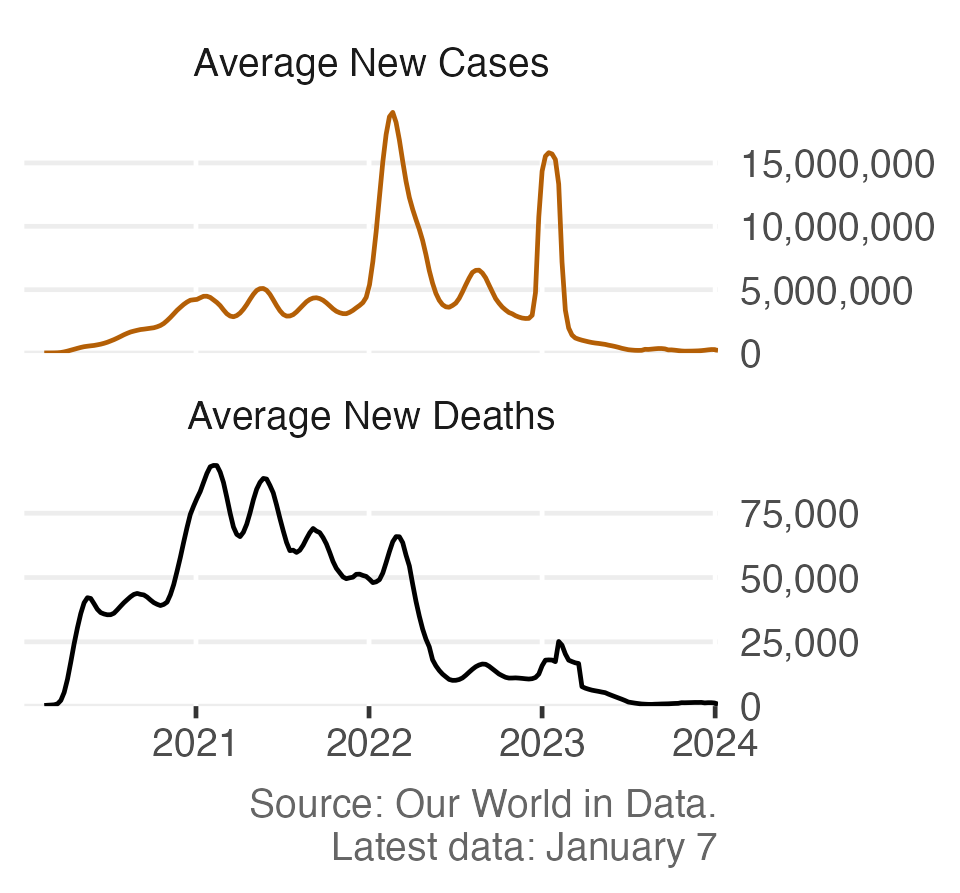 Average New Cases
15,000,000
10,000,000
5,000,000
0
Average New Deaths
75,000
50,000
25,000
0
2021 2022 2023 2024
Source: Our World in Data.
Latest data: January 7